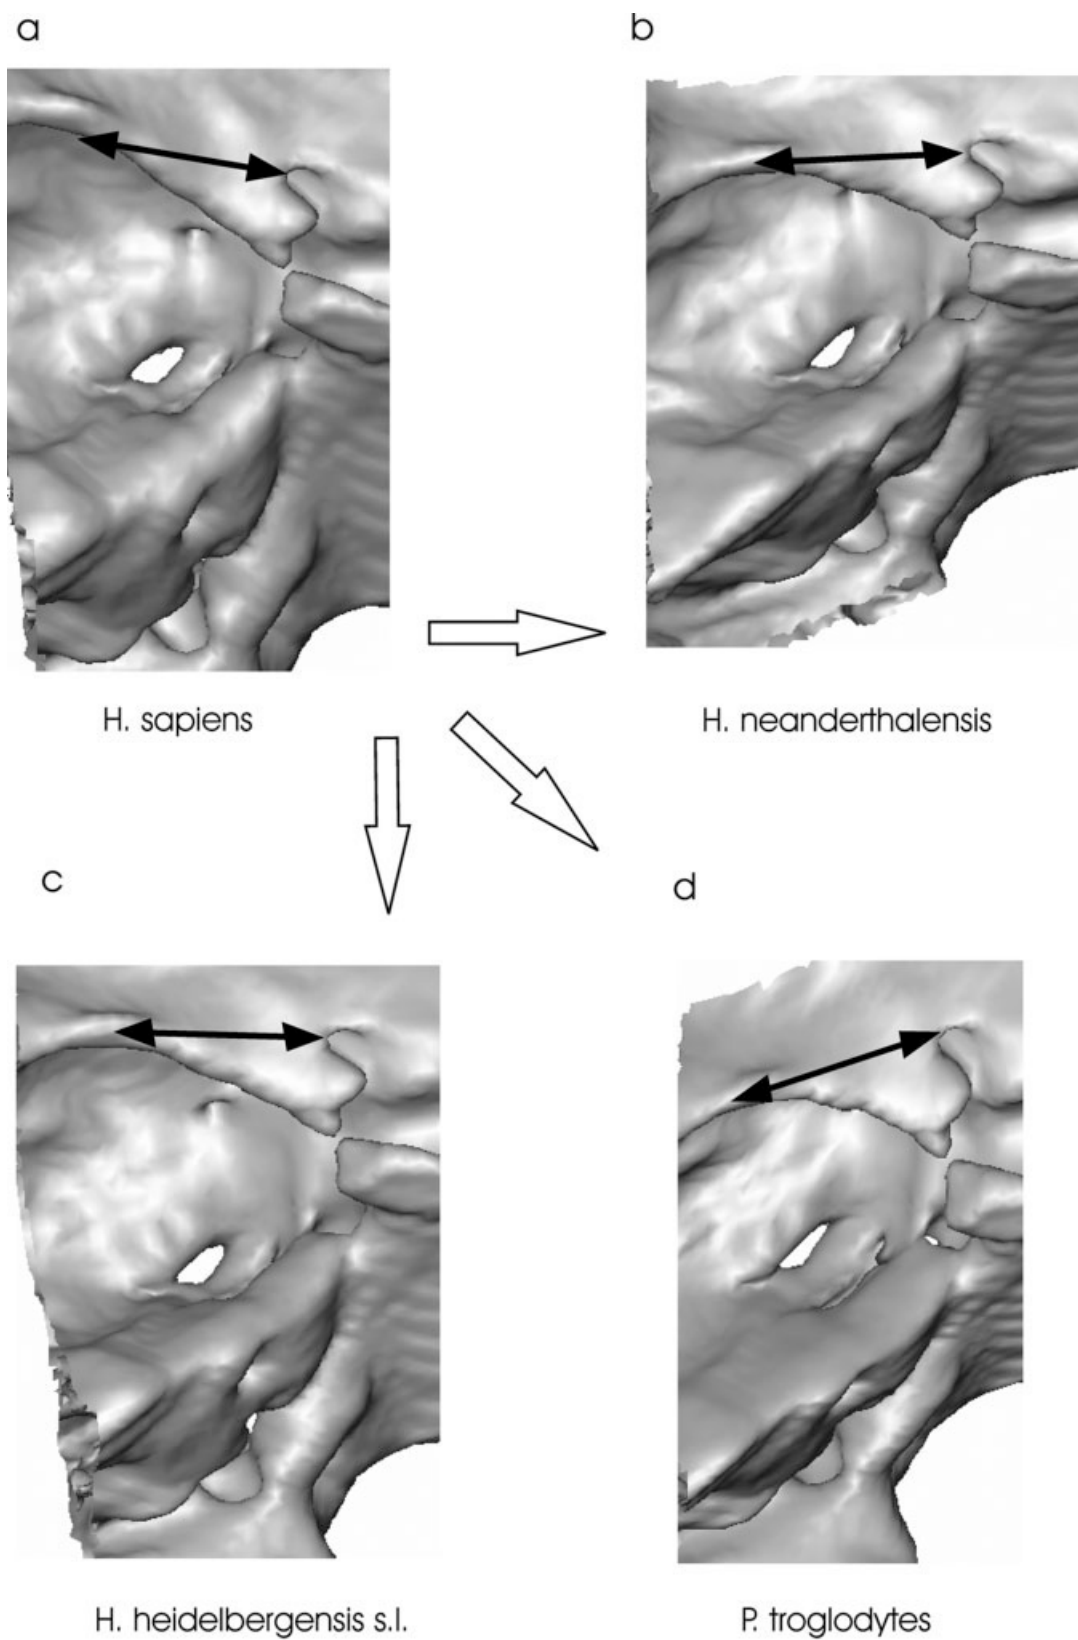 a
b
H. sapiens
H. neanderthalensis
c
d
H. heidelbergensis s.l.
P. troglodytes